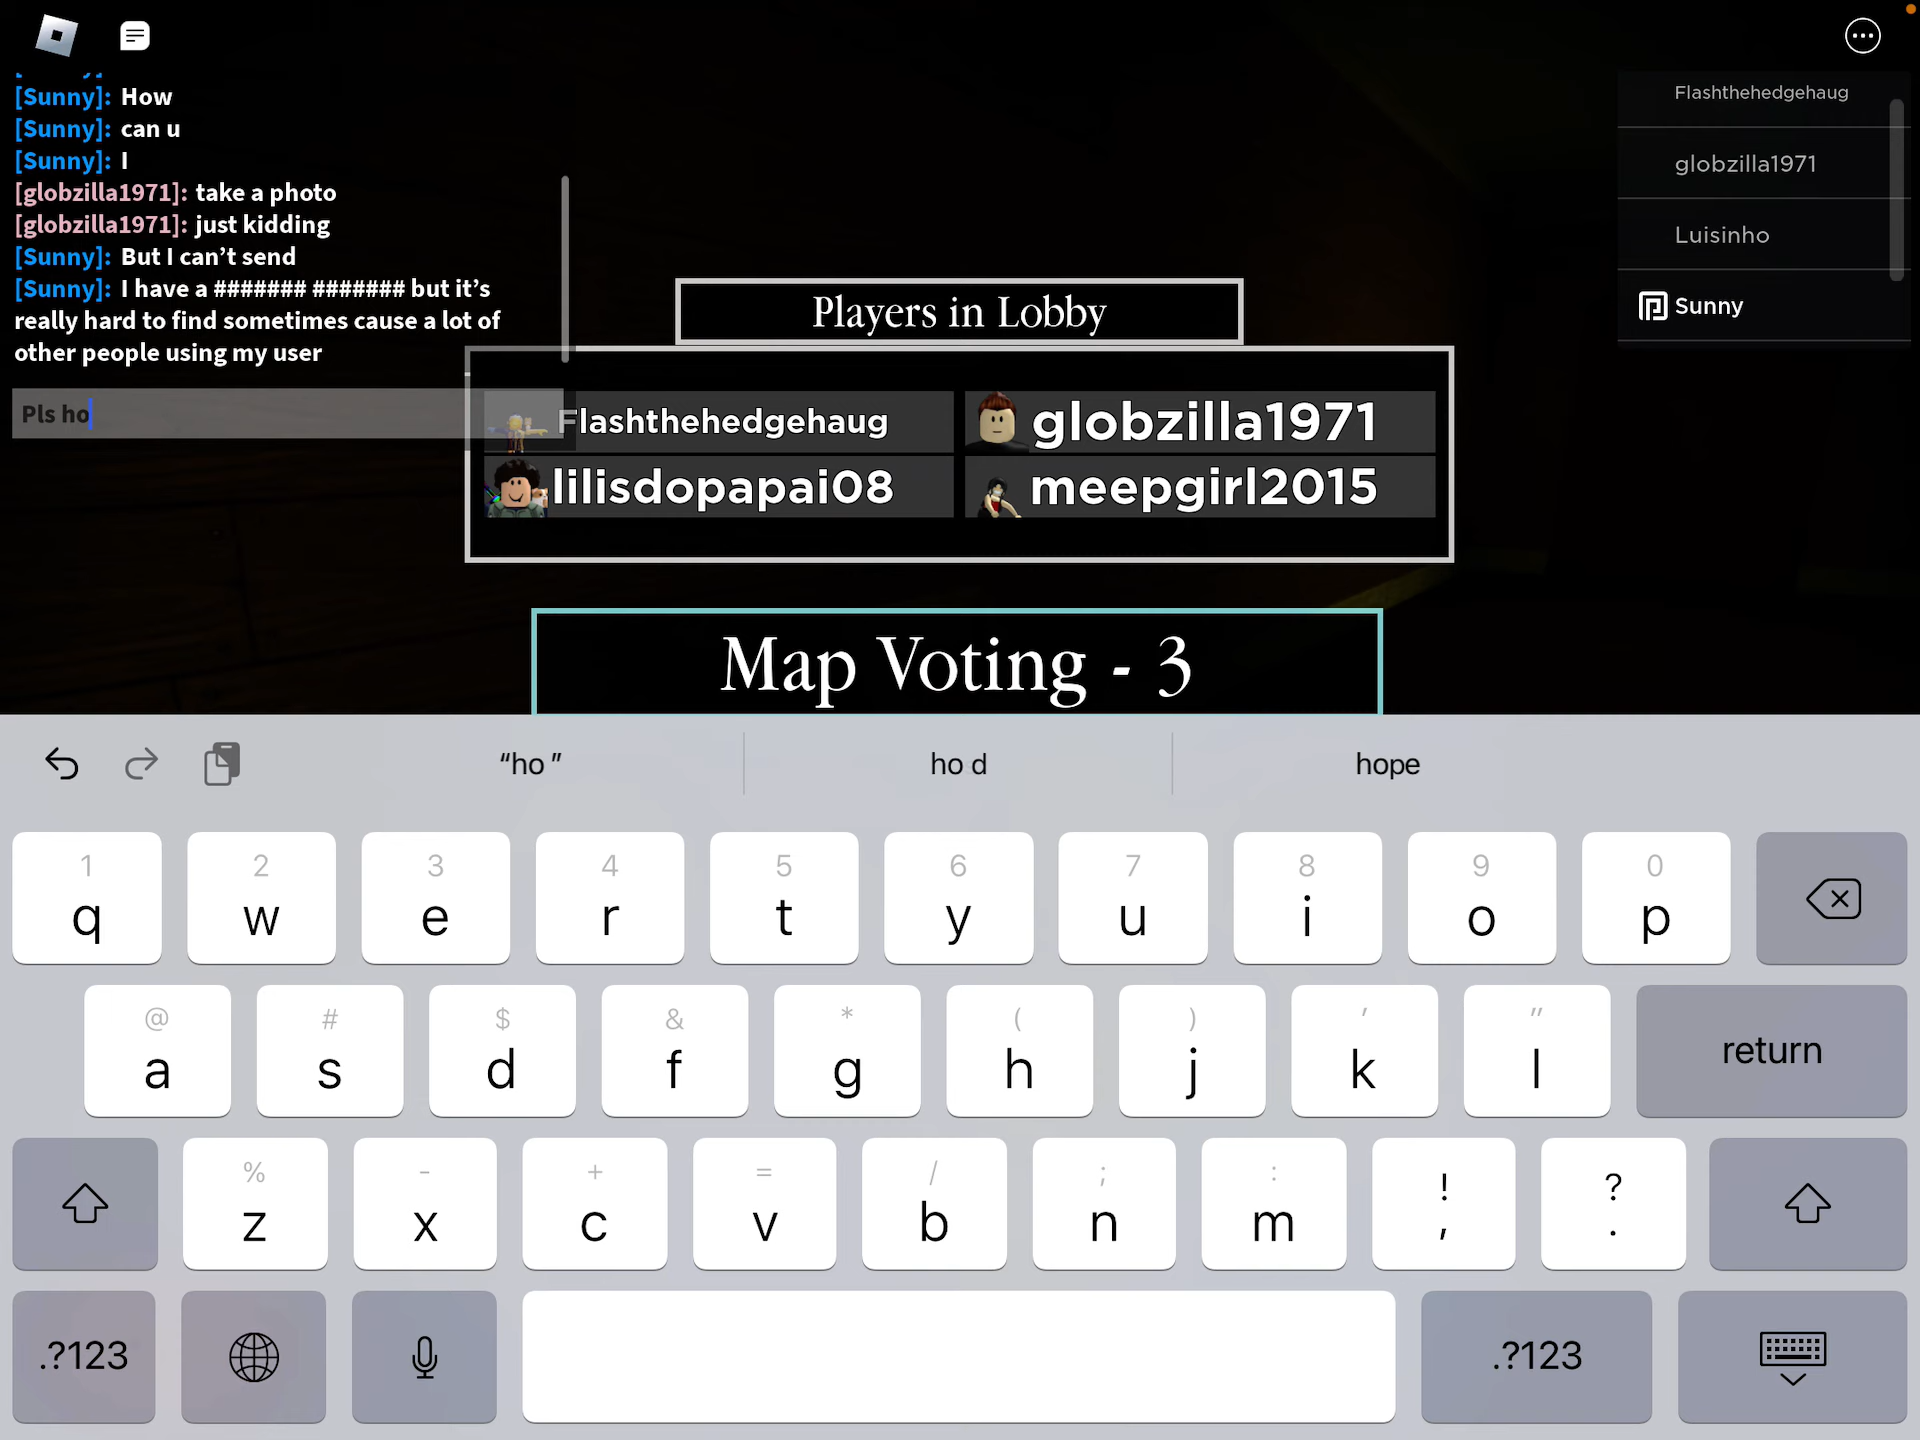 [Sunny]: How
[Sunny]: can u
[Sunny]: I
[globzilla1971]: take a photo
[globzilla1971]: just kidding
[Sunny]: But I can’t send
[Sunny]: I have a ####### ####### but it’s
really hard to find sometimes cause a lot of
other people using my user
Pls ho
Flashthehedgehaug
globzilla1971
Luisinho
Sunny
Players in Lobby
Flashthehedgehaug
globzilla1971
lilisdopapai08
meepgirl2015
Map Voting - 3
“ho ”
ho d
hope
1 2 3 4 5 6 7 8 9 0
q w e r t y u i o p
@ # $ & * ( ) ’ ”
a s d f g h j k l return
% - + = / ; : ! ?
z x c v b n m , .
.?123 .?123